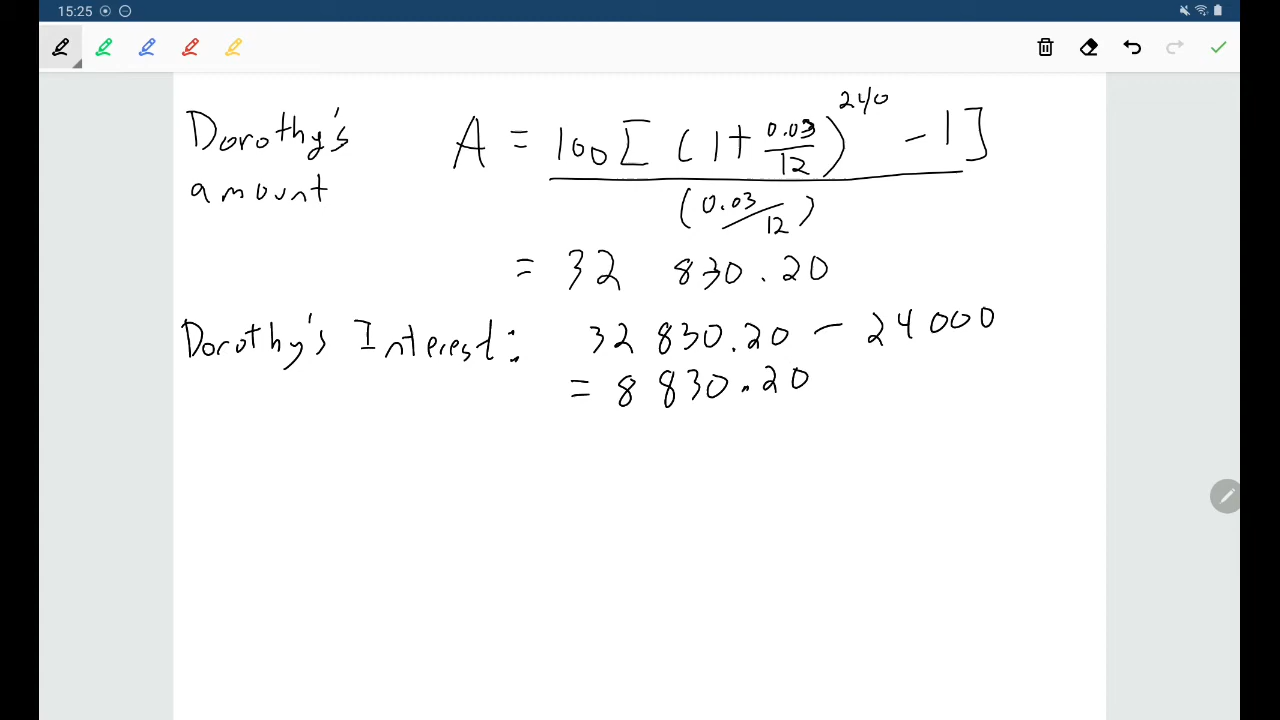 15:25
Dorothy's
amount
A = 100[(1+0.03/12)^240 - 1]
(0.03/12)
= 32 830.20
Dorothy's Interest: 32 830.20 - 24 000
= 8 830.20